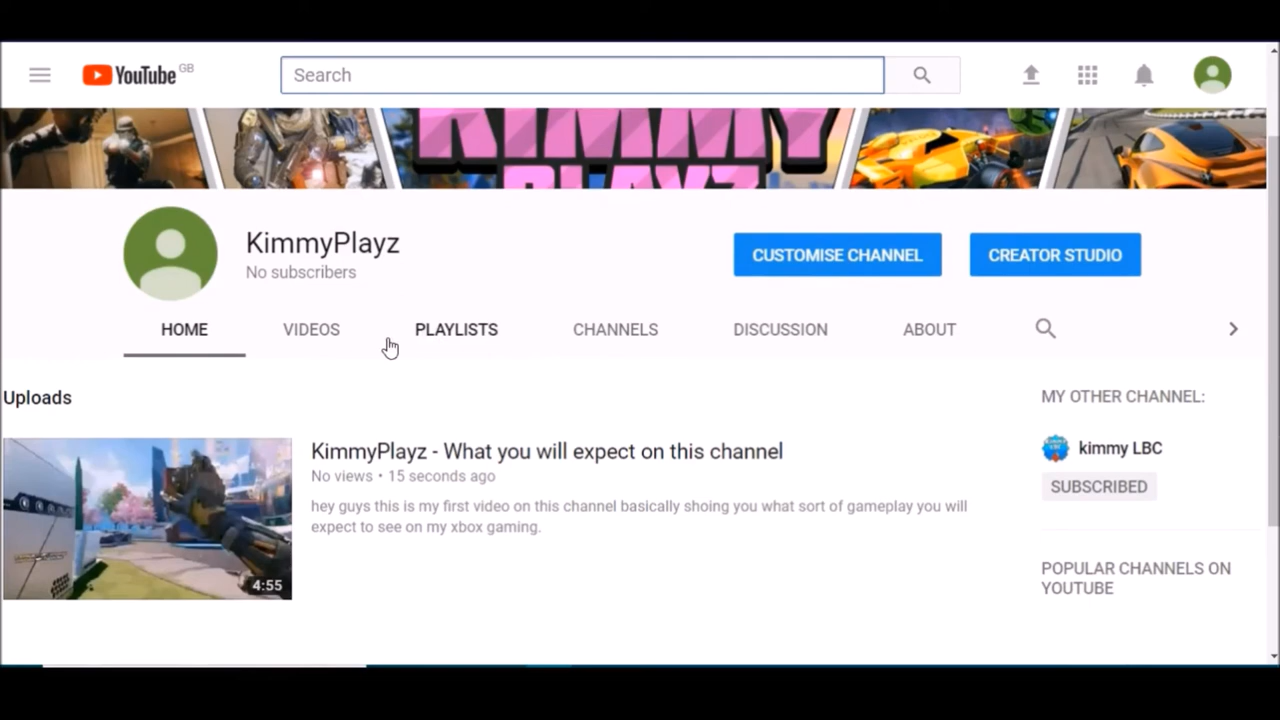 YouTube GB
Search
KIMMY
PLAYZ
KimmyPlayz
No subscribers
CUSTOMISE CHANNEL
CREATOR STUDIO
HOME
VIDEOS
PLAYLISTS
CHANNELS
DISCUSSION
ABOUT
Uploads
KimmyPlayz - What you will expect on this channel
No views • 15 seconds ago
hey guys this is my first video on this channel basically shoing you what sort of gameplay you will
expect to see on my xbox gaming.
4:55
MY OTHER CHANNEL:
kimmy LBC
SUBSCRIBED
POPULAR CHANNELS ON
YOUTUBE